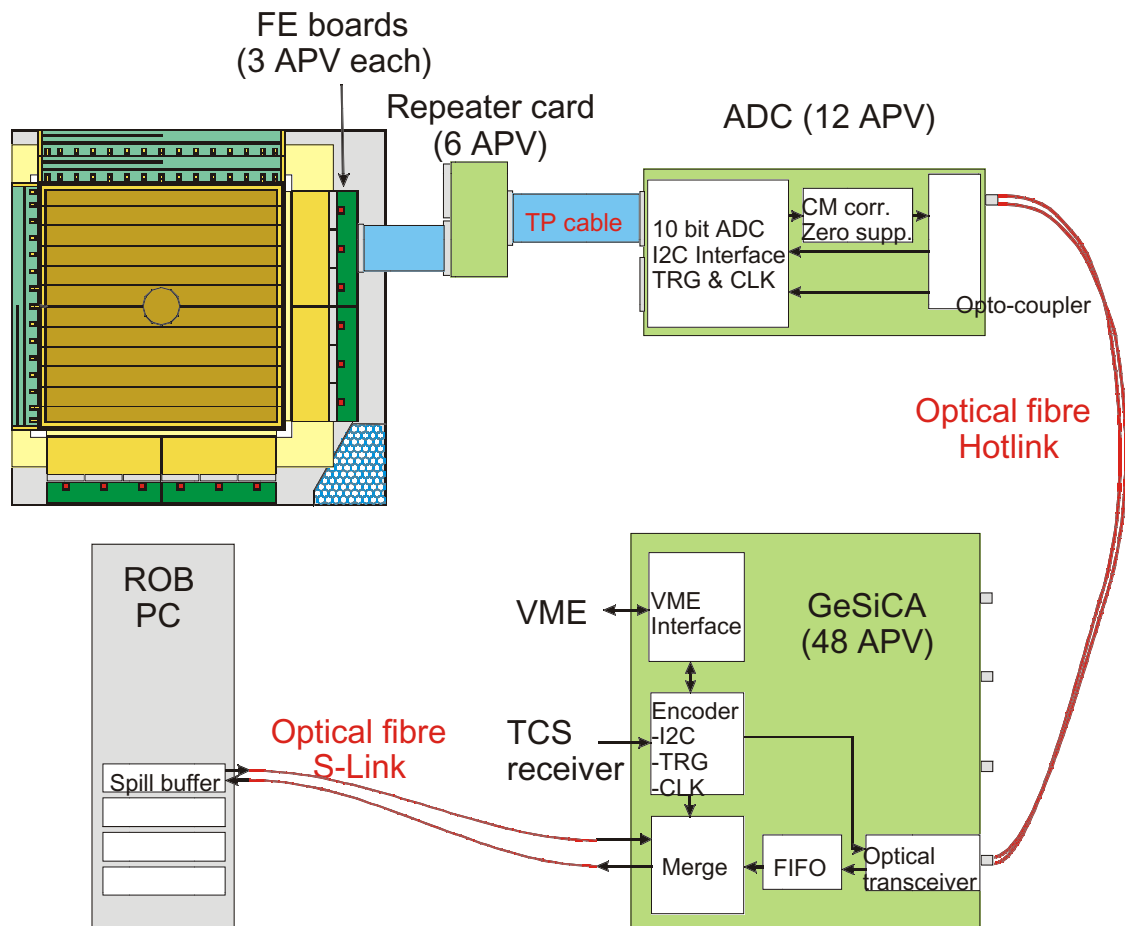 FE boards
(3 APV each)
Repeater card
(6 APV)
ADC (12 APV)
TP cable
10 bit ADC
I2C Interface
TRG & CLK
CM corr.
Zero supp.
Opto-coupler
Optical fibre
Hotlink
ROB
PC
Spill buffer
Optical fibre
S-Link
VME
TCS
receiver
VME
Interface
GeSiCA
(48 APV)
Encoder
-I2C
-TRG
-CLK
Merge
FIFO
Optical
transceiver